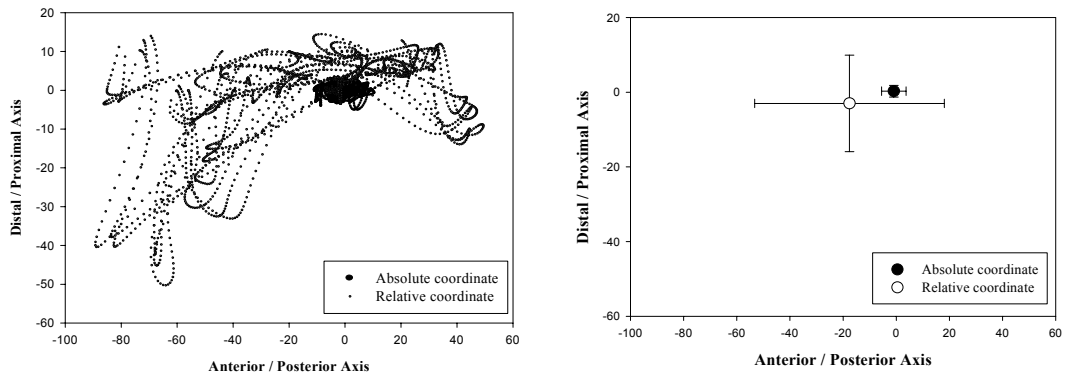 20
10
0
-10
-20
-30
-40
-50
-60
Distal / Proximal Axis
Absolute coordinate
Relative coordinate
-100 -80 -60 -40 -20 0 20 40 60
Anterior / Posterior Axis
20
0
-20
-40
-60
Distal / Proximal Axis
Absolute coordinate
Relative coordinate
-100 -80 -60 -40 -20 0 20 40 60
Anterior / Posterior Axis